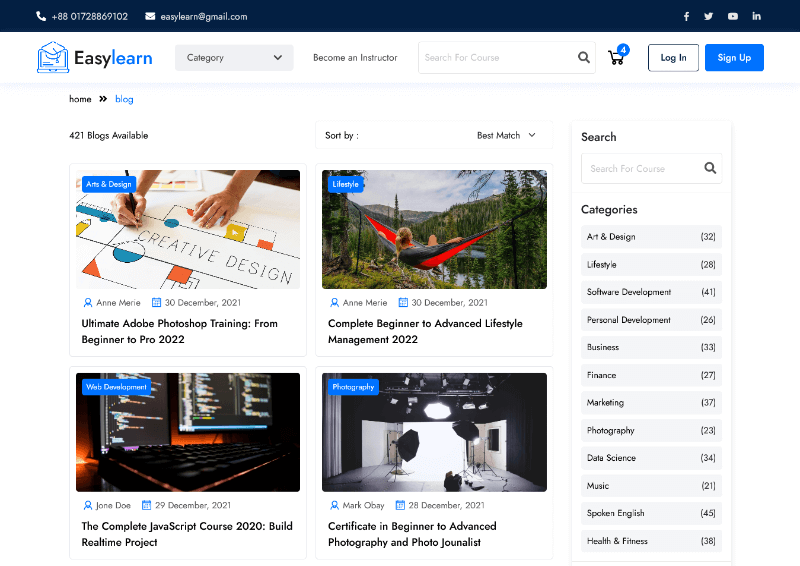 +88 01728869102 easylearn@gmail.com
Easylearn Category Become an Instructor Search For Course 4 Log In Sign Up
home blog
421 Blogs Available Sort by : Best Match
Arts & Design
CREATIVE DESIGN
Anne Merie 30 December, 2021
Ultimate Adobe Photoshop Training: From
Beginner to Pro 2022
Lifestyle
Anne Merie 30 December, 2021
Complete Beginner to Advanced Lifestyle
Management 2022
Web Development
Jone Doe 29 December, 2021
The Complete JavaScript Course 2020: Build
Realtime Project
Photography
Mark Obay 28 December, 2021
Certificate in Beginner to Advanced
Photography and Photo Jounalist
Search
Search For Course
Categories
Art & Design (32)
Lifestyle (28)
Software Development (41)
Personal Development (26)
Business (33)
Finance (27)
Marketing (37)
Photography (23)
Data Science (34)
Music (21)
Spoken English (45)
Health & Fitness (38)